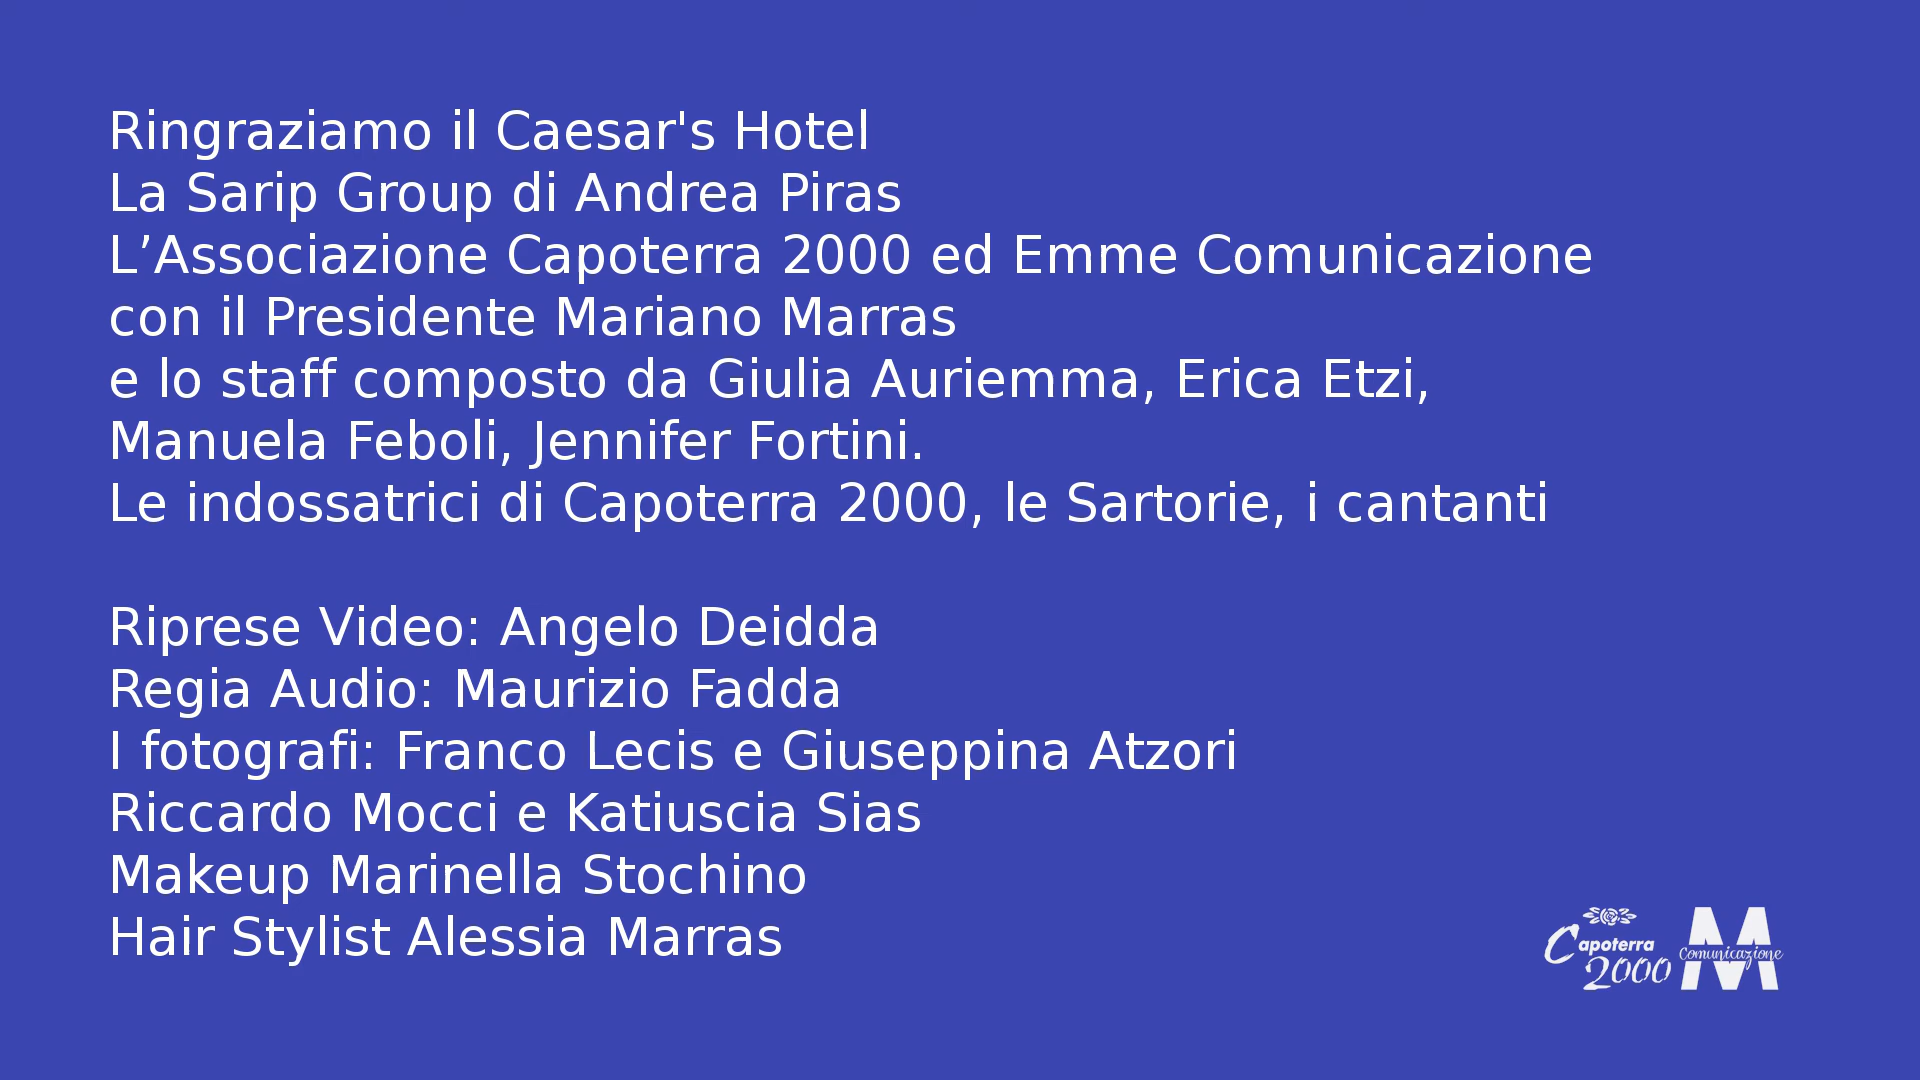 Ringraziamo il Caesar's Hotel
La Sarip Group di Andrea Piras
L’Associazione Capoterra 2000 ed Emme Comunicazione
con il Presidente Mariano Marras
e lo staff composto da Giulia Auriemma, Erica Etzi,
Manuela Feboli, Jennifer Fortini.
Le indossatrici di Capoterra 2000, le Sartorie, i cantanti
Riprese Video: Angelo Deidda
Regia Audio: Maurizio Fadda
I fotografi: Franco Lecis e Giuseppina Atzori
Riccardo Mocci e Katiuscia Sias
Makeup Marinella Stochino
Hair Stylist Alessia Marras
Capoterra
2000
M
Comunicazione